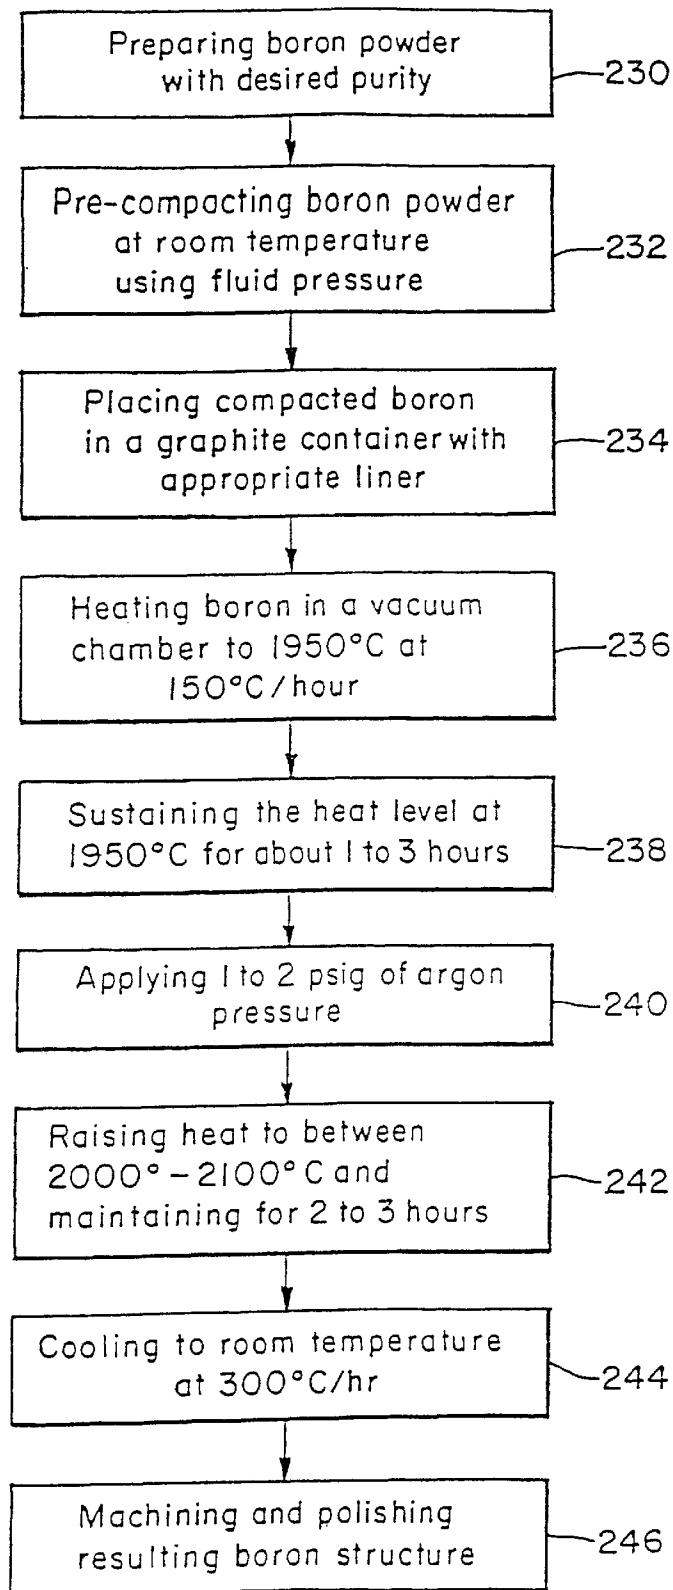 Preparing boron powder
with desired purity
230
Pre-compacting boron powder
at room temperature
using fluid pressure
232
Placing compacted boron
in a graphite container with
appropriate liner
234
Heating boron in a vacuum
chamber to 1950°C at
150°C/hour
236
Sustaining the heat level at
1950°C for about 1 to 3 hours
238
Applying 1 to 2 psig of argon
pressure
240
Raising heat to between
2000°-2100°C and
maintaining for 2 to 3 hours
242
Cooling to room temperature
at 300°C/hr
244
Machining and polishing
resulting boron structure
246